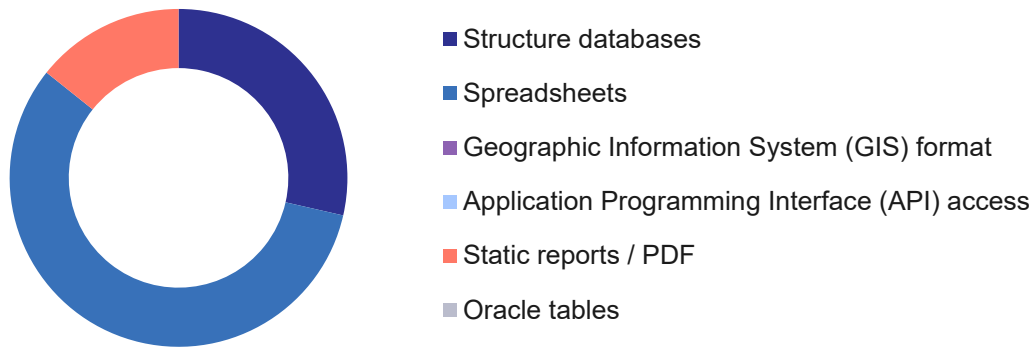 Structure databases
Spreadsheets
Geographic Information System (GIS) format
Application Programming Interface (API) access
Static reports / PDF
Oracle tables